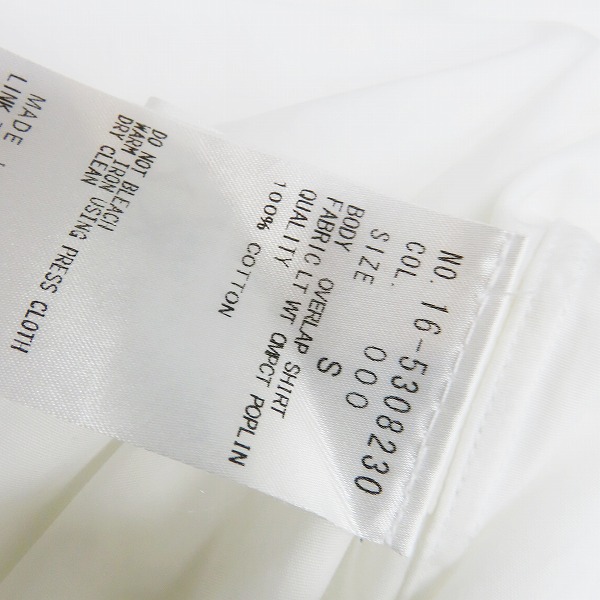 NO. 16-5308230
COL. 000
SIZE S
BODY OVERLAP SHIRT
FABRIC LT WT CMPCT POPLIN
QUALITY
100% COTTON
DO NOT BLEACH
WARM IRON USING PRESS CLOTH
DRY CLEAN
MADE
LINK